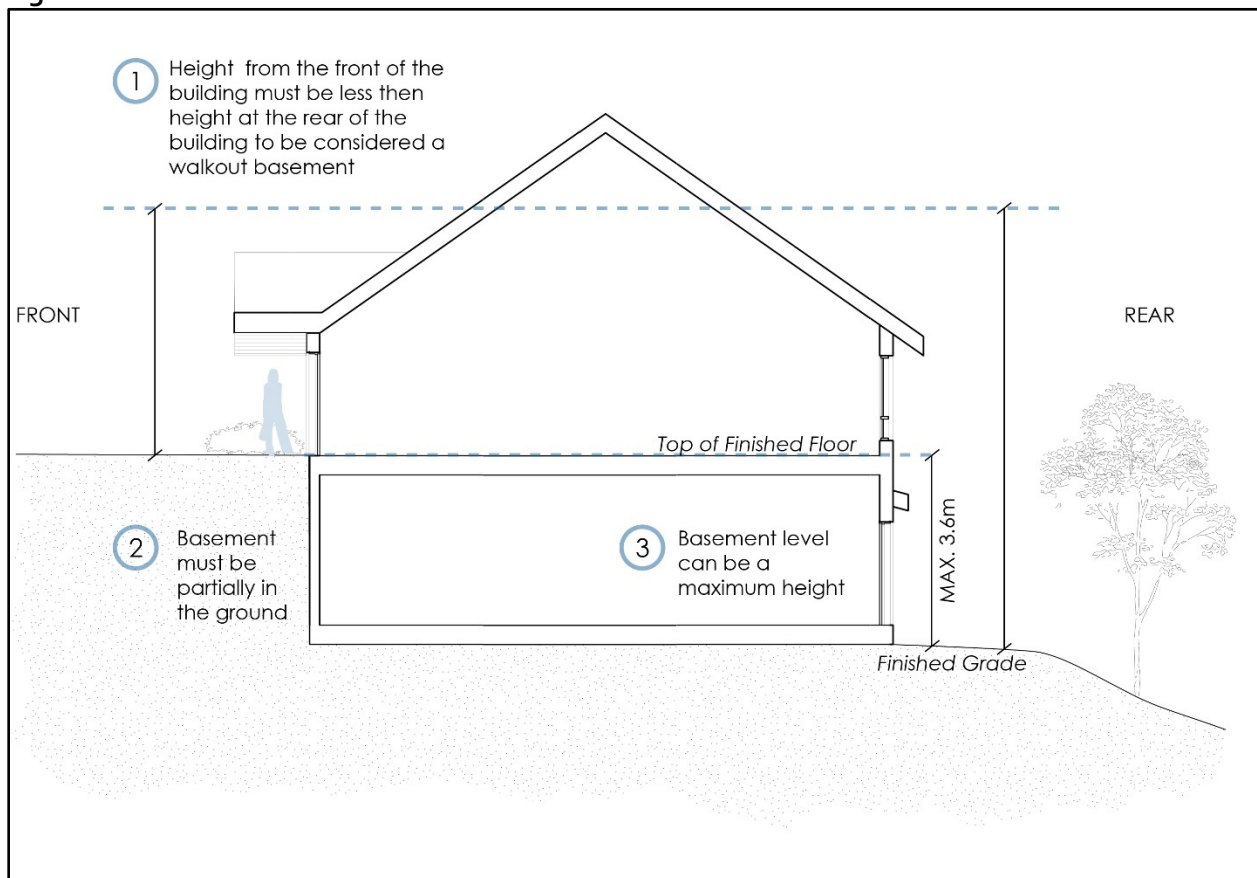 1
Height from the front of the
building must be less then
height at the rear of the
building to be considered a
walkout basement
FRONT
REAR
Top of Finished Floor
2
Basement
must be
partially in
the ground
3
Basement level
can be a
maximum height
MAX. 3.6m
Finished Grade